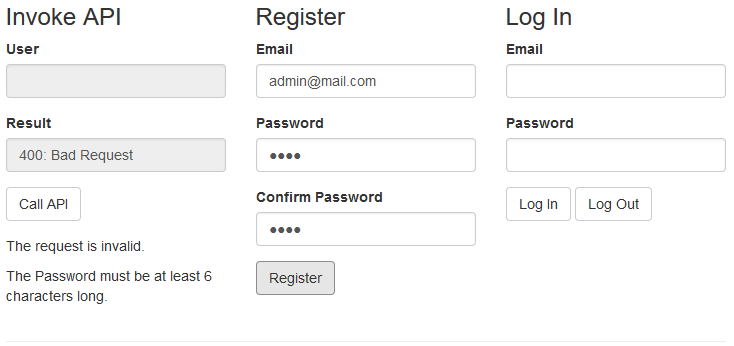 Invoke API
User
Result
400: Bad Request
Call API
The request is invalid.
The Password must be at least 6
characters long.
Register
Email
admin@mail.com
Password
●●●●
Confirm Password
●●●●
Register
Log In
Email
Password
Log In
Log Out